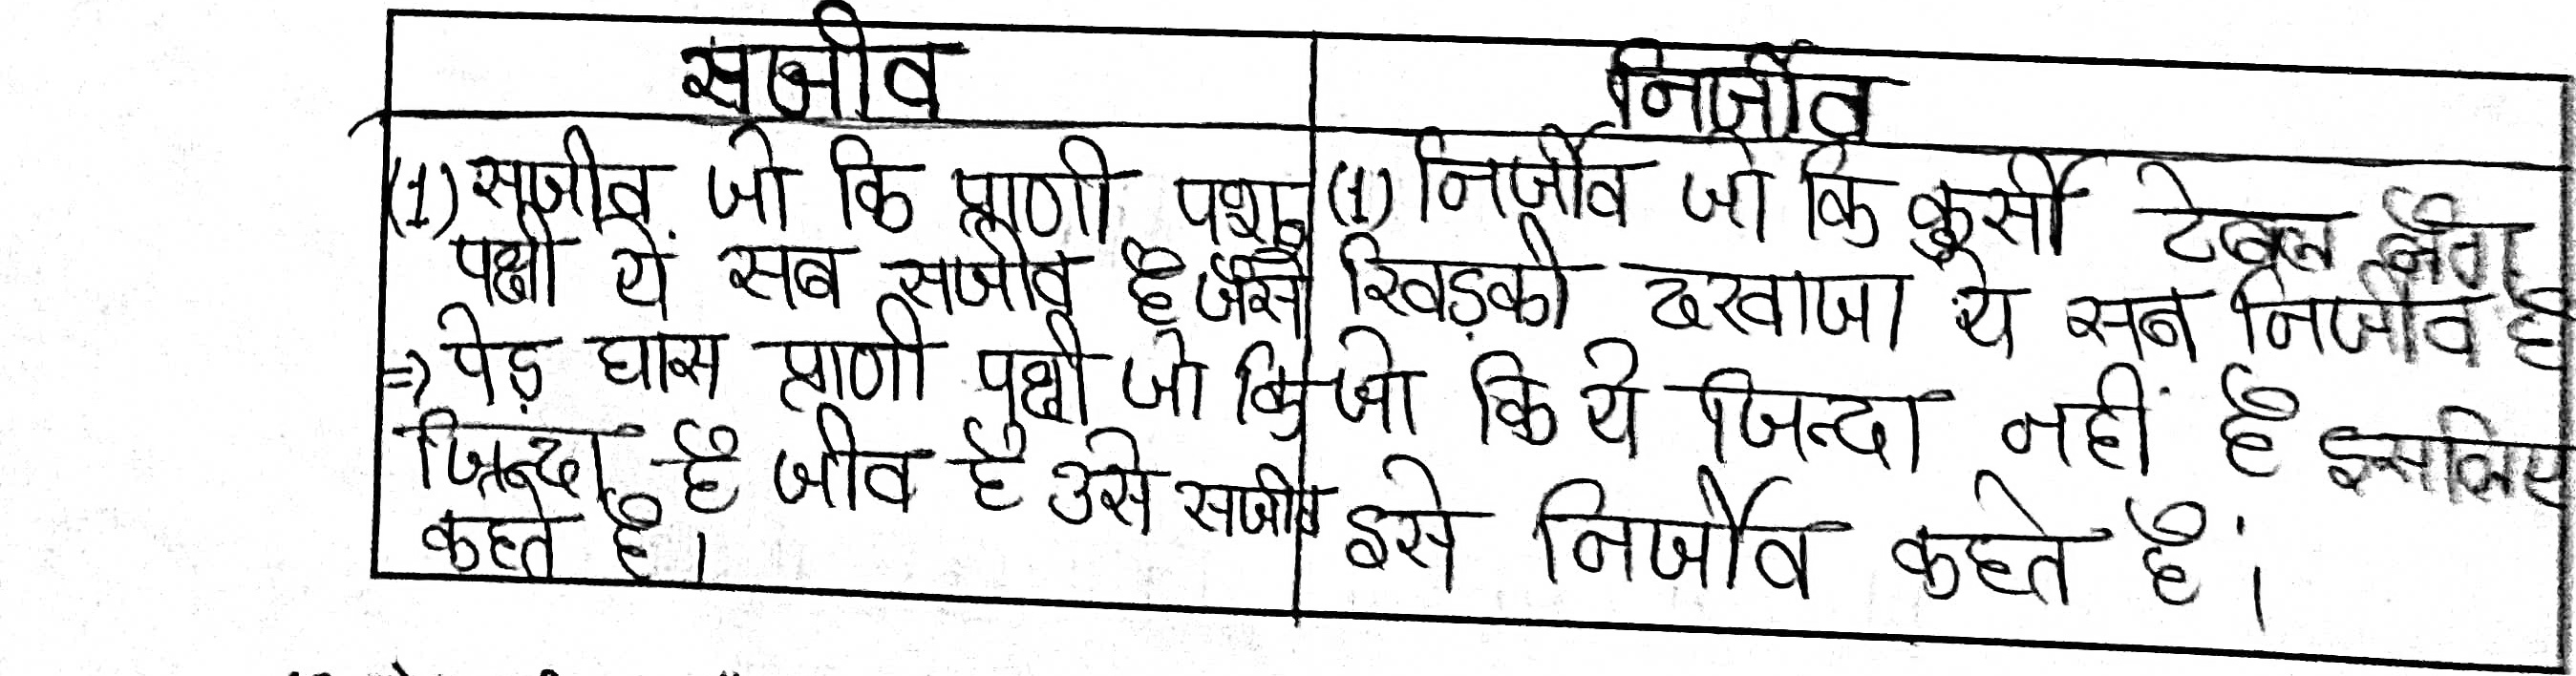 सजीव
निर्जीव
(1) सजीव जो कि प्राणी पशु
पक्षी ये सब सजीव है जैसे
=> पेड़ घास प्राणी पक्षी जो कि
जिन्दा है जीव है उसे सजीव
कहते है।
(1) निर्जीव जो कि कुर्सी टेबल
खिड़की दरवाजा ये सब निर्जीव है
जो कि ये जिन्दा नहीं है इसलिए
इसे निर्जीव कहते है।